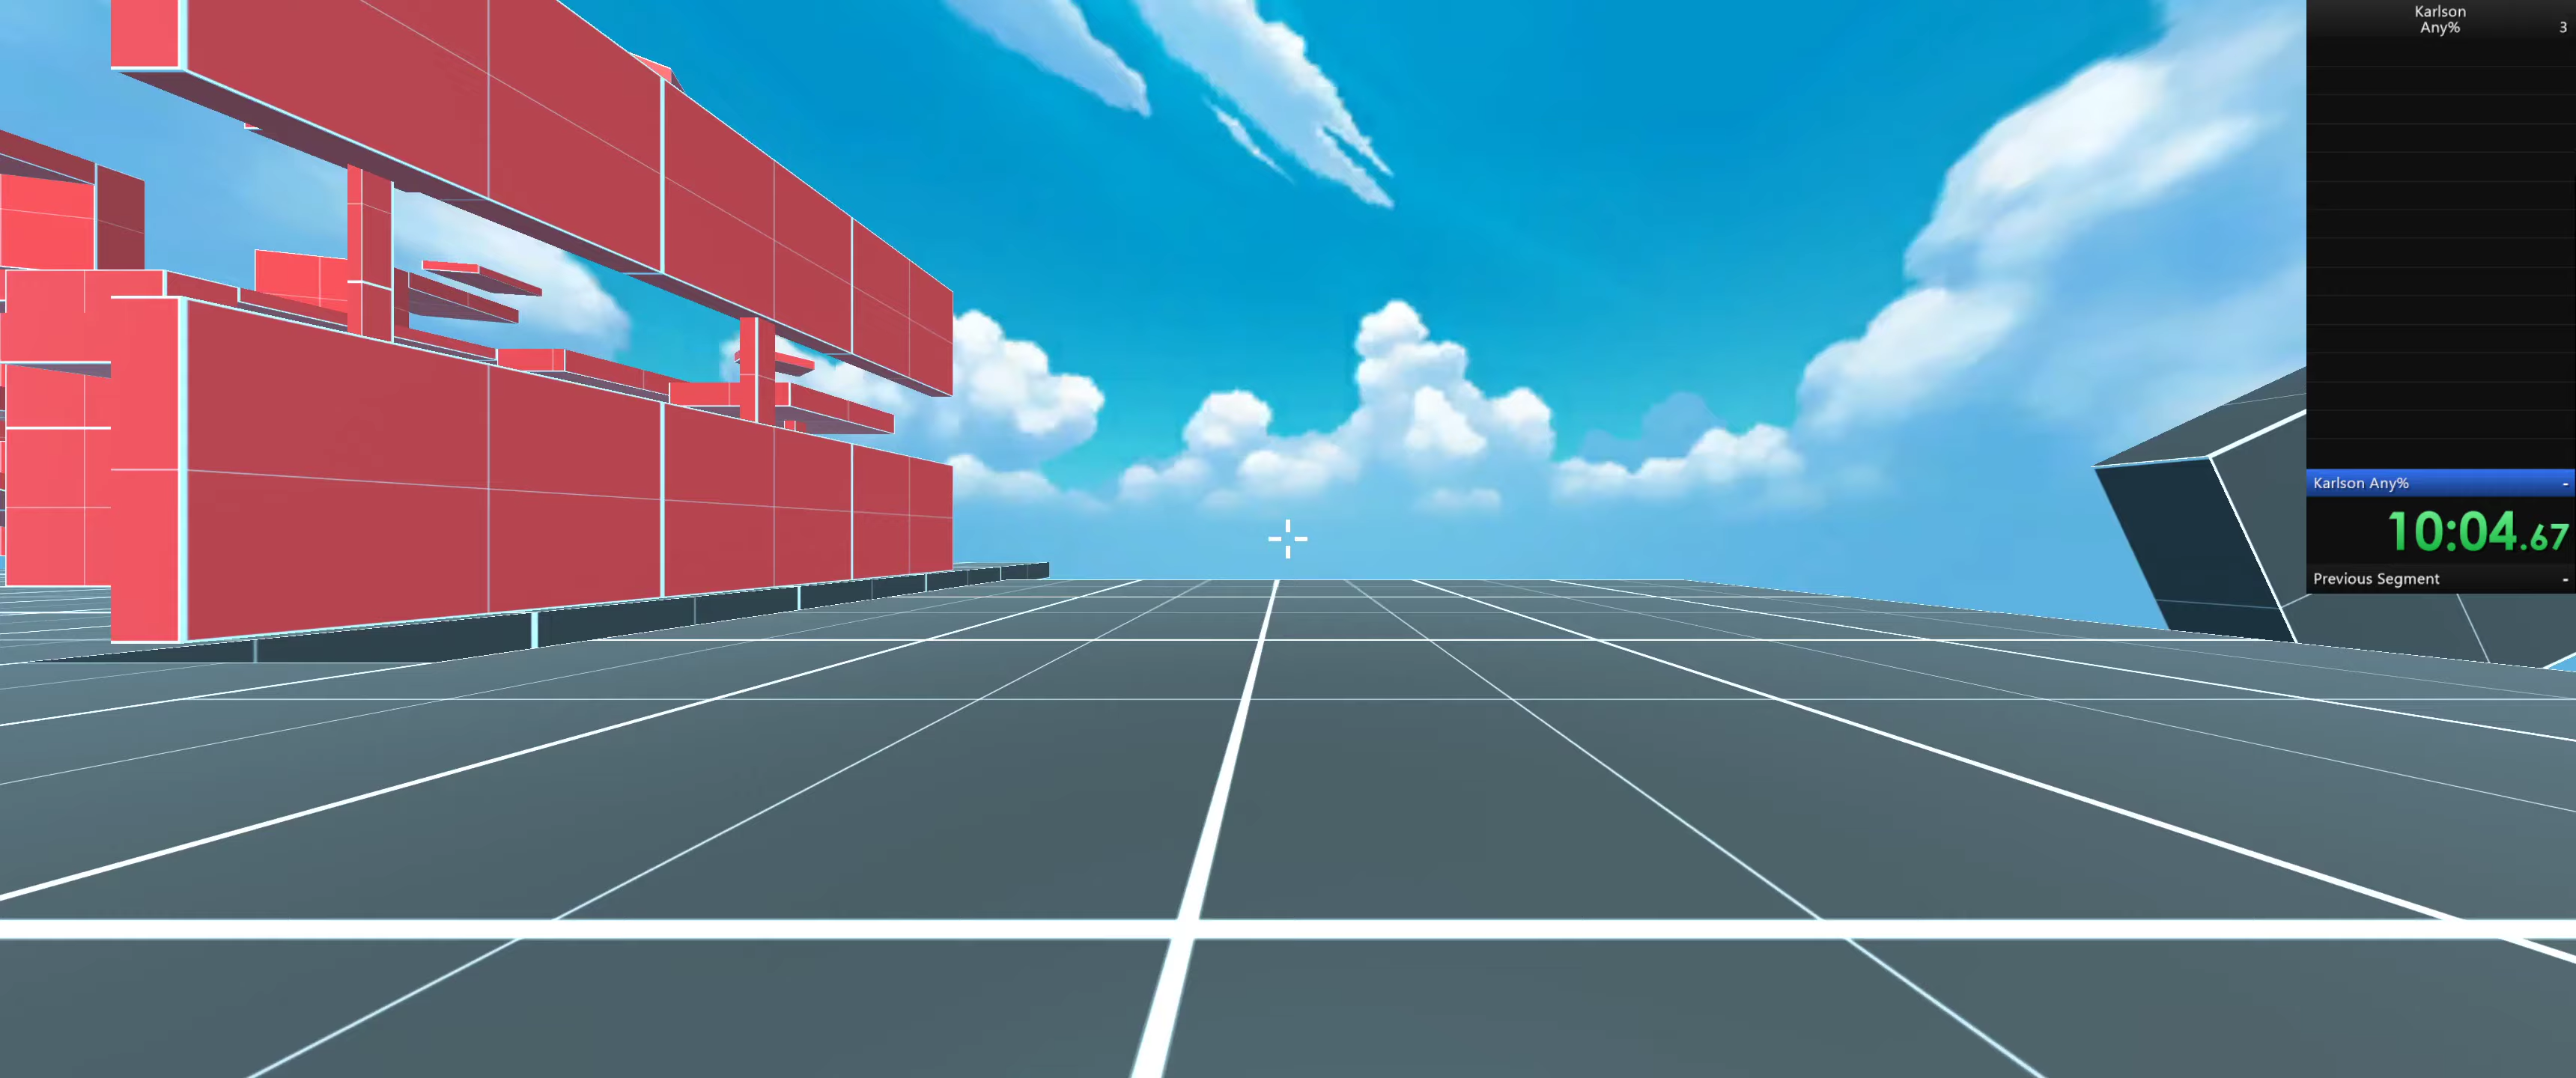 Karlson
Any% 3
Karlson Any% -
10:04.67
Previous Segment -